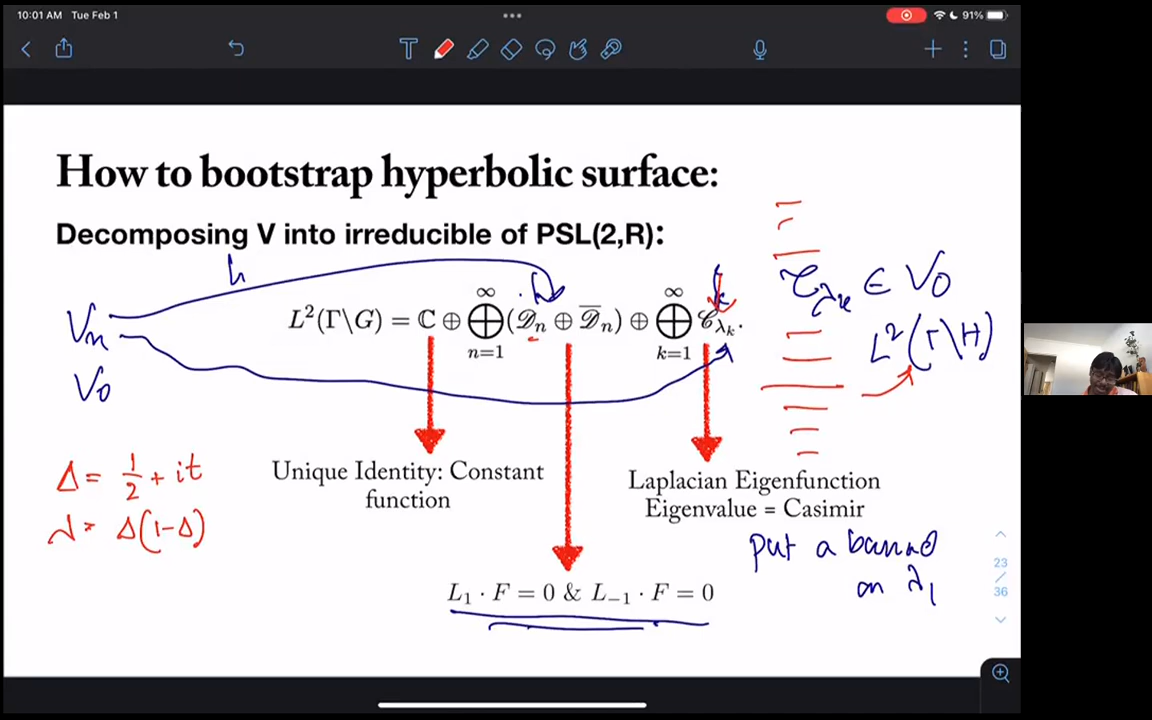 10:01 AM Tue Feb 1
91%
How to bootstrap hyperbolic surface:
Decomposing V into irreducible of PSL(2,R):
h
V_n
V_0
L²(Γ\G) = ℂ ⊕ ⨁_{n=1}^{∞} (𝒟_n ⊕ 𝒟̅_n) ⊕ ⨁_{k=1}^{∞} 𝒞_{λ_k}.
𝒞_{λ_k} ∈ V_0
L²(Γ\H)
Δ = 1/2 + it
λ = Δ(1-Δ)
Unique Identity: Constant
function
Laplacian Eigenfunction
Eigenvalue = Casimir
L_1 · F = 0 & L_{−1} · F = 0
put a
on λ_1
23
/
36